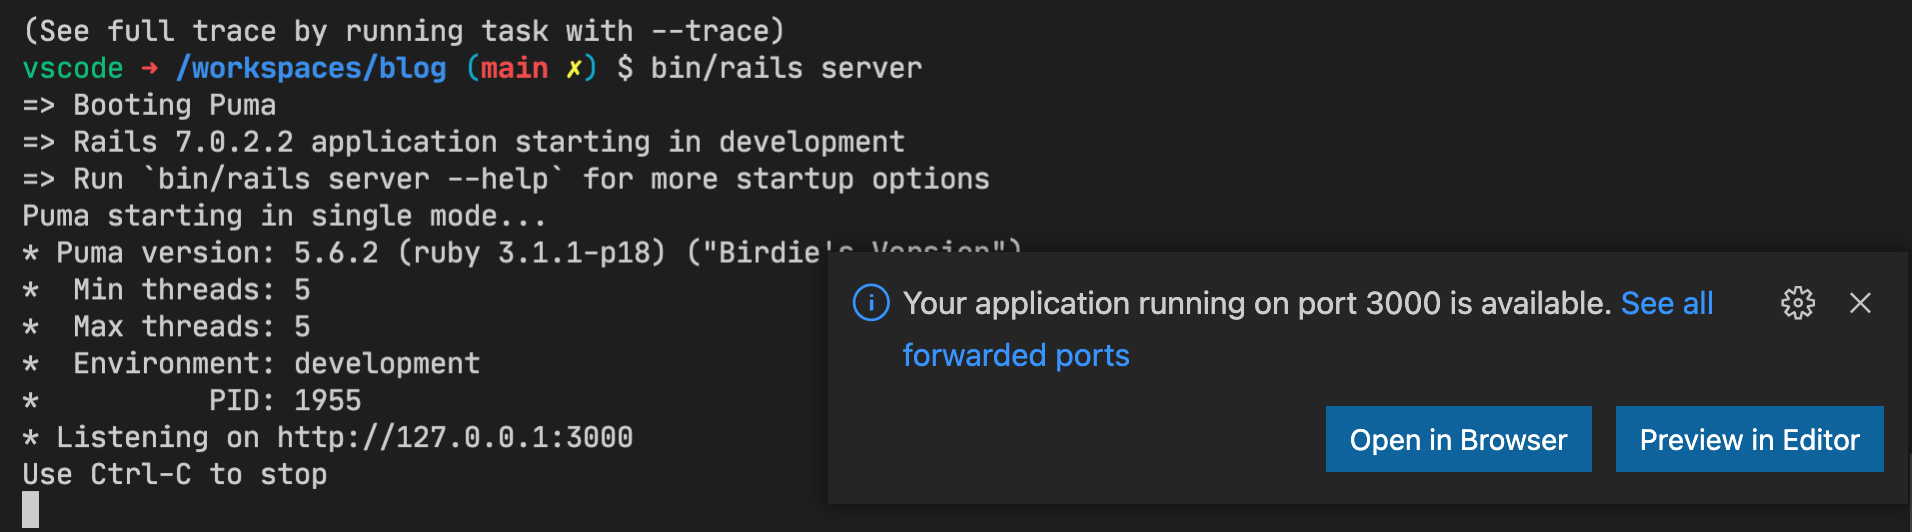 (See full trace by running task with --trace)
vscode ➜ /workspaces/blog (main ✗) $ bin/rails server
=> Booting Puma
=> Rails 7.0.2.2 application starting in development
=> Run `bin/rails server --help` for more startup options
Puma starting in single mode...
* Puma version: 5.6.2 (ruby 3.1.1-p18) ("Birdie's Version")
*  Min threads: 5
*  Max threads: 5
*  Environment: development
*          PID: 1955
* Listening on http://127.0.0.1:3000
Use Ctrl-C to stop
Your application running on port 3000 is available. See all
forwarded ports
Open in Browser
Preview in Editor